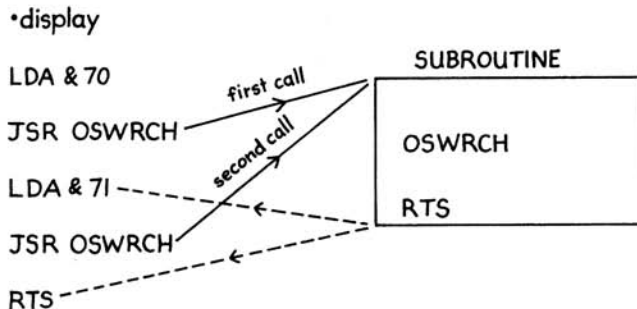 •display
LDA & 70
JSR OSWRCH
LDA & 71
JSR OSWRCH
RTS
first call
second call
SUBROUTINE
OSWRCH
RTS